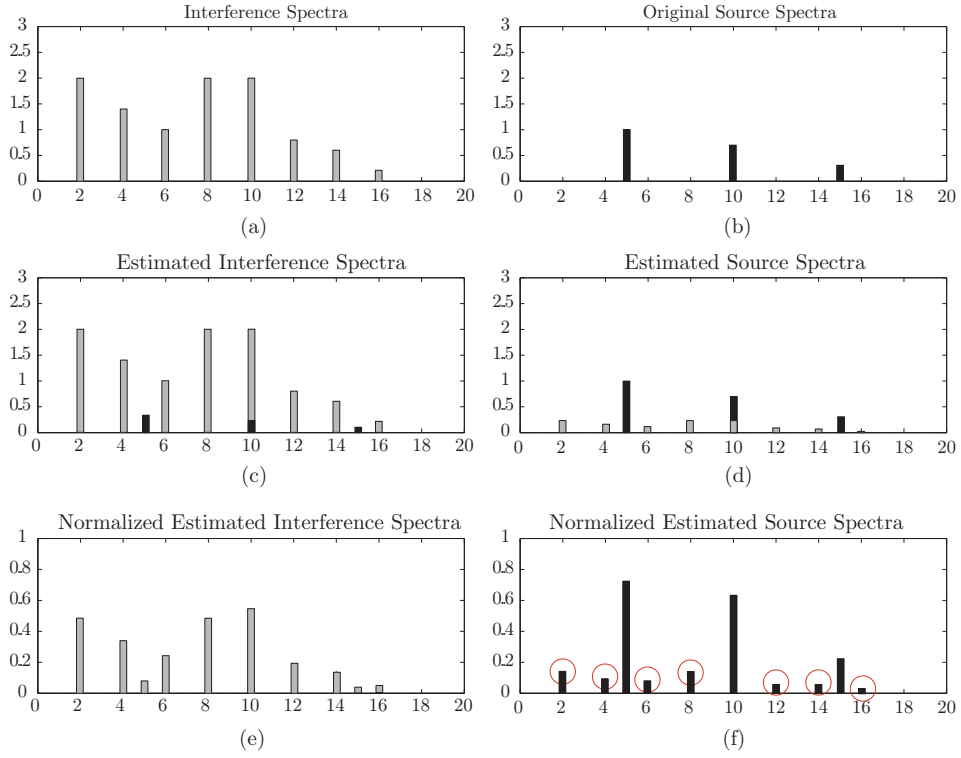 Interference Spectra
3
2.5
2
1.5
1
0.5
0
0 2 4 6 8 10 12 14 16 18 20
(a)
Original Source Spectra
3
2.5
2
1.5
1
0.5
0
0 2 4 6 8 10 12 14 16 18 20
(b)
Estimated Interference Spectra
3
2.5
2
1.5
1
0.5
0
0 2 4 6 8 10 12 14 16 18 20
(c)
Estimated Source Spectra
3
2.5
2
1.5
1
0.5
0
0 2 4 6 8 10 12 14 16 18 20
(d)
Normalized Estimated Interference Spectra
1
0.8
0.6
0.4
0.2
0
0 2 4 6 8 10 12 14 16 18 20
(e)
Normalized Estimated Source Spectra
1
0.8
0.6
0.4
0.2
0
0 2 4 6 8 10 12 14 16 18 20
(f)